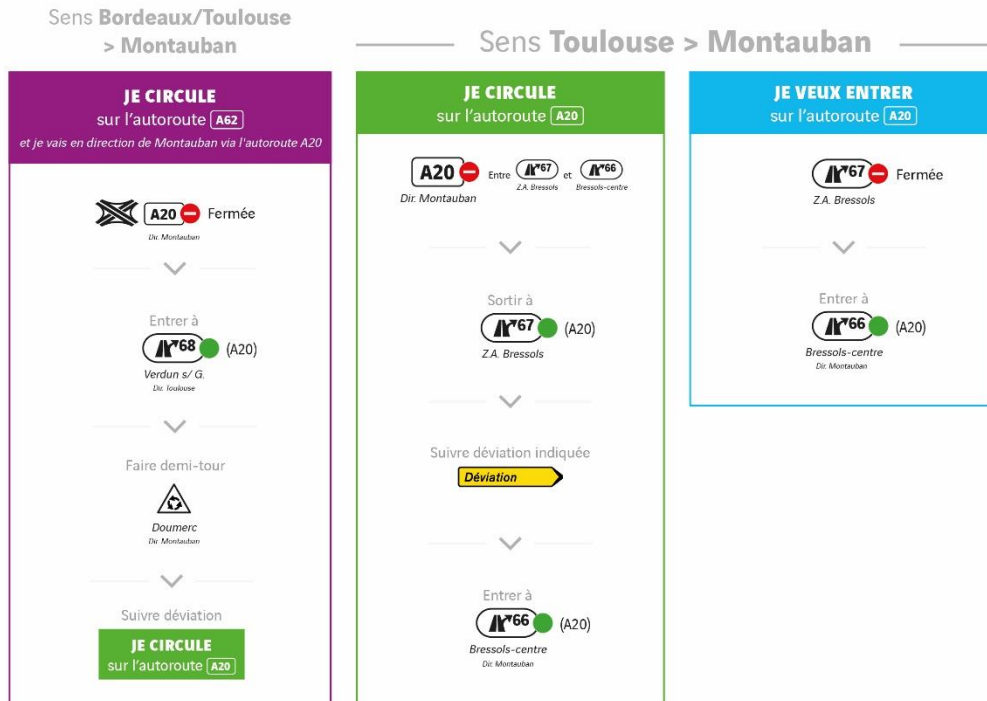 Sens Bordeaux/Toulouse
> Montauban
JE CIRCULE
sur l'autoroute A62
et je vais en direction de Montauban via l'autoroute A20
A20 Fermée
Dir. Montauban
Entrer à
68 (A20)
Verdun s/ G.
Dir. Toulouse
Faire demi-tour
Doumerc
Dir. Montauban
Suivre déviation
JE CIRCULE
sur l'autoroute A20
Sens Toulouse > Montauban
JE CIRCULE
sur l'autoroute A20
A20 Entre 67 et 66
Dir. Montauban Z.A. Bressols Bressols-centre
Sortir à
67 (A20)
Z.A. Bressols
Suivre déviation indiquée
Déviation
Entrer à
66 (A20)
Bressols-centre
Dir. Montauban
JE VEUX ENTRER
sur l'autoroute A20
67 Fermée
Z.A. Bressols
Entrer à
66 (A20)
Bressols-centre
Dir. Montauban